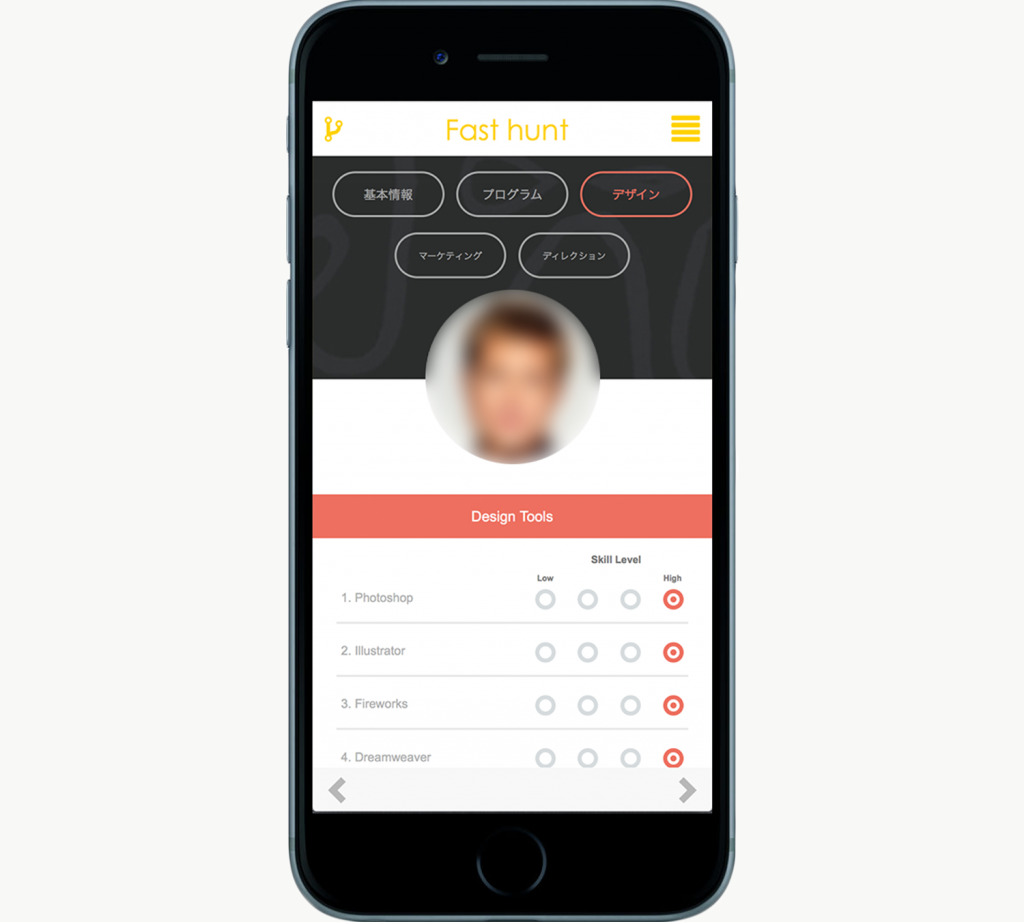 Fast hunt
基本情報 プログラム デザイン
マーケティング ディレクション
Design Tools
Skill Level
Low High
1. Photoshop
2. Illustrator
3. Fireworks
4. Dreamweaver